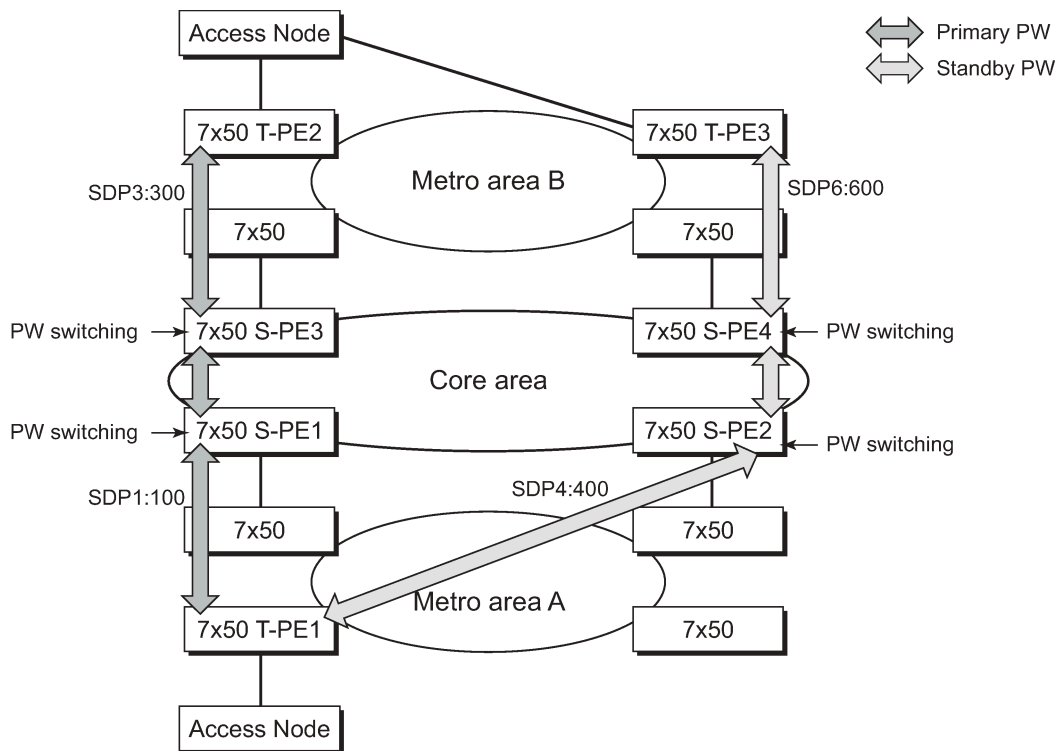 Access Node
Primary PW
Standby PW
7x50 T-PE2
7x50 T-PE3
Metro area B
SDP3:300
SDP6:600
7x50
7x50
PW switching
7x50 S-PE3
7x50 S-PE4
PW switching
Core area
PW switching
7x50 S-PE1
7x50 S-PE2
PW switching
SDP1:100
SDP4:400
7x50
7x50
Metro area A
7x50 T-PE1
7x50
Access Node